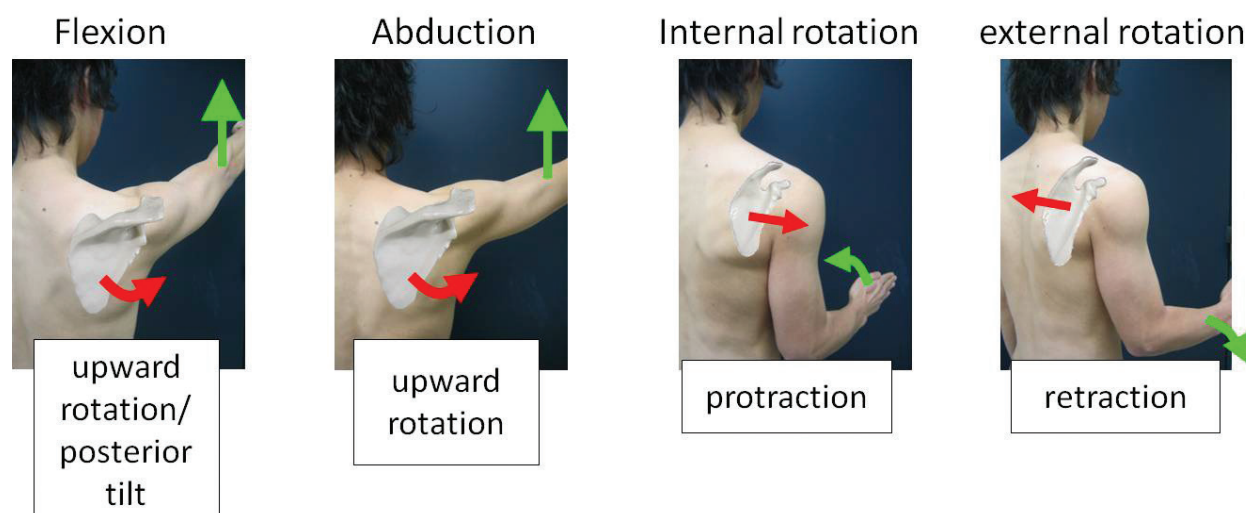 Flexion
Abduction
Internal rotation
external rotation
upward
rotation/
posterior
tilt
upward
rotation
protraction
retraction